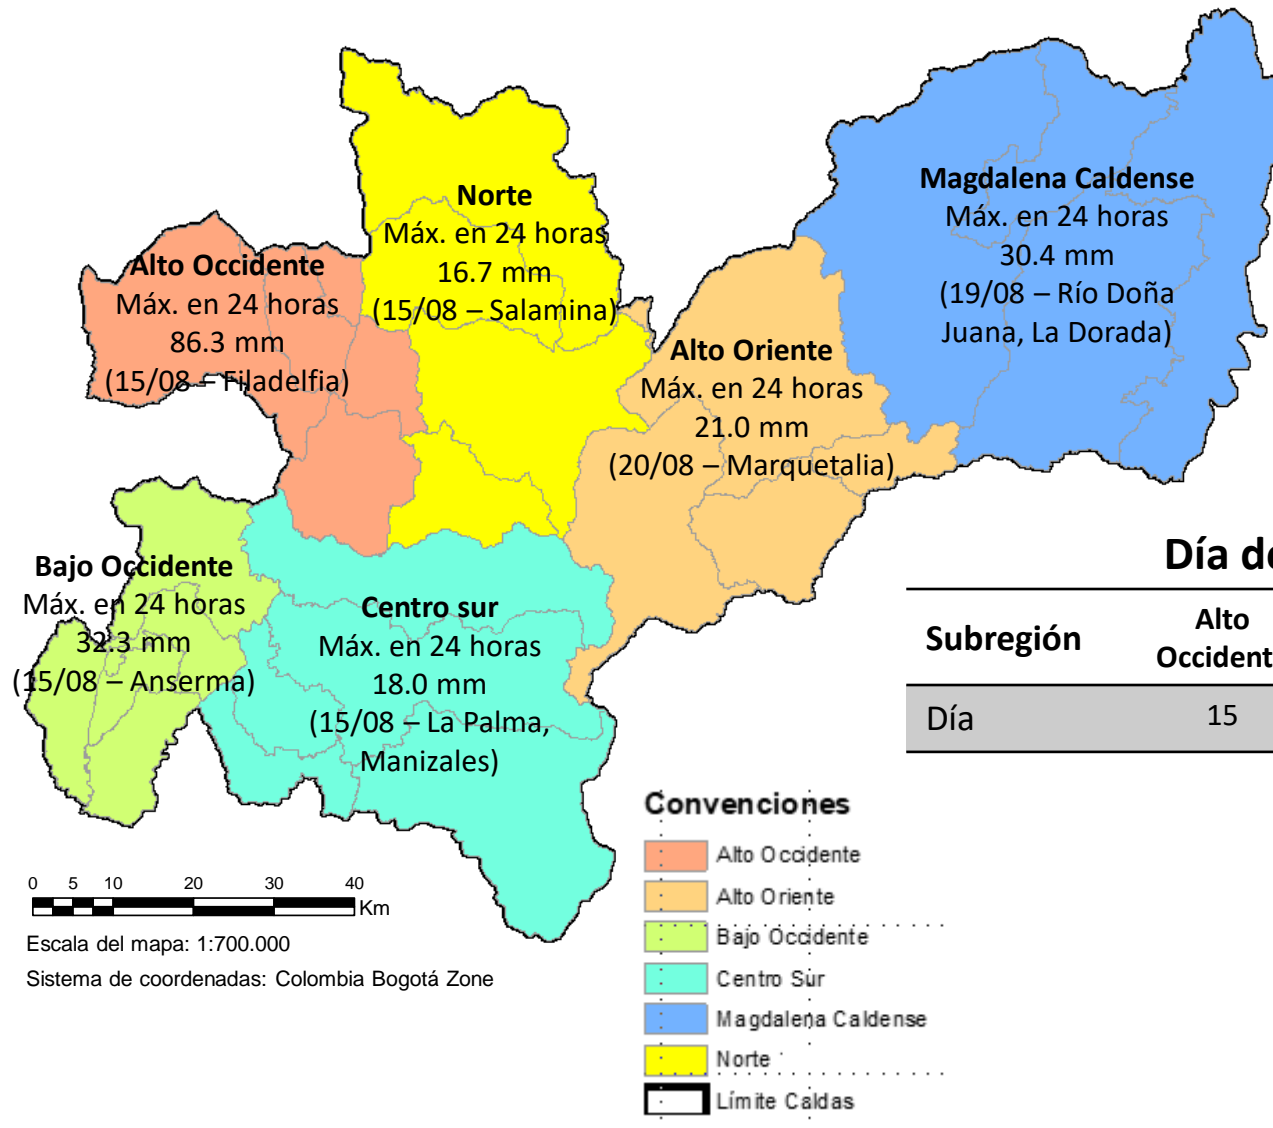 Norte
Máx. en 24 horas
16.7 mm
(15/08 – Salamina)
Magdalena Caldense
Máx. en 24 horas
30.4 mm
(19/08 – Río Doña
Juana, La Dorada)
Alto Occidente
Máx. en 24 horas
86.3 mm
(15/08 – Filadelfia)
Alto Oriente
Máx. en 24 horas
21.0 mm
(20/08 – Marquetalia)
Bajo Occidente
Máx. en 24 horas
32.3 mm
(15/08 – Anserma)
Centro sur
Máx. en 24 horas
18.0 mm
(15/08 – La Palma,
Manizales)
Día de
Subregión
Alto
Occident
Día 15
Convenciones
Alto Occidente
Alto Oriente
Bajo Occidente
Centro Sur
Magdalena Caldense
Norte
Límite Caldas
0 5 10 20 30 40
Km
Escala del mapa: 1:700.000
Sistema de coordenadas: Colombia Bogotá Zone